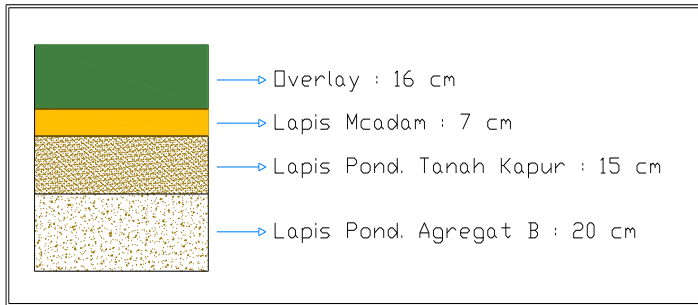 Overlay : 16 cm
Lapis Mcadam : 7 cm
Lapis Pond. Tanah Kapur : 15 cm
Lapis Pond. Agregat B : 20 cm